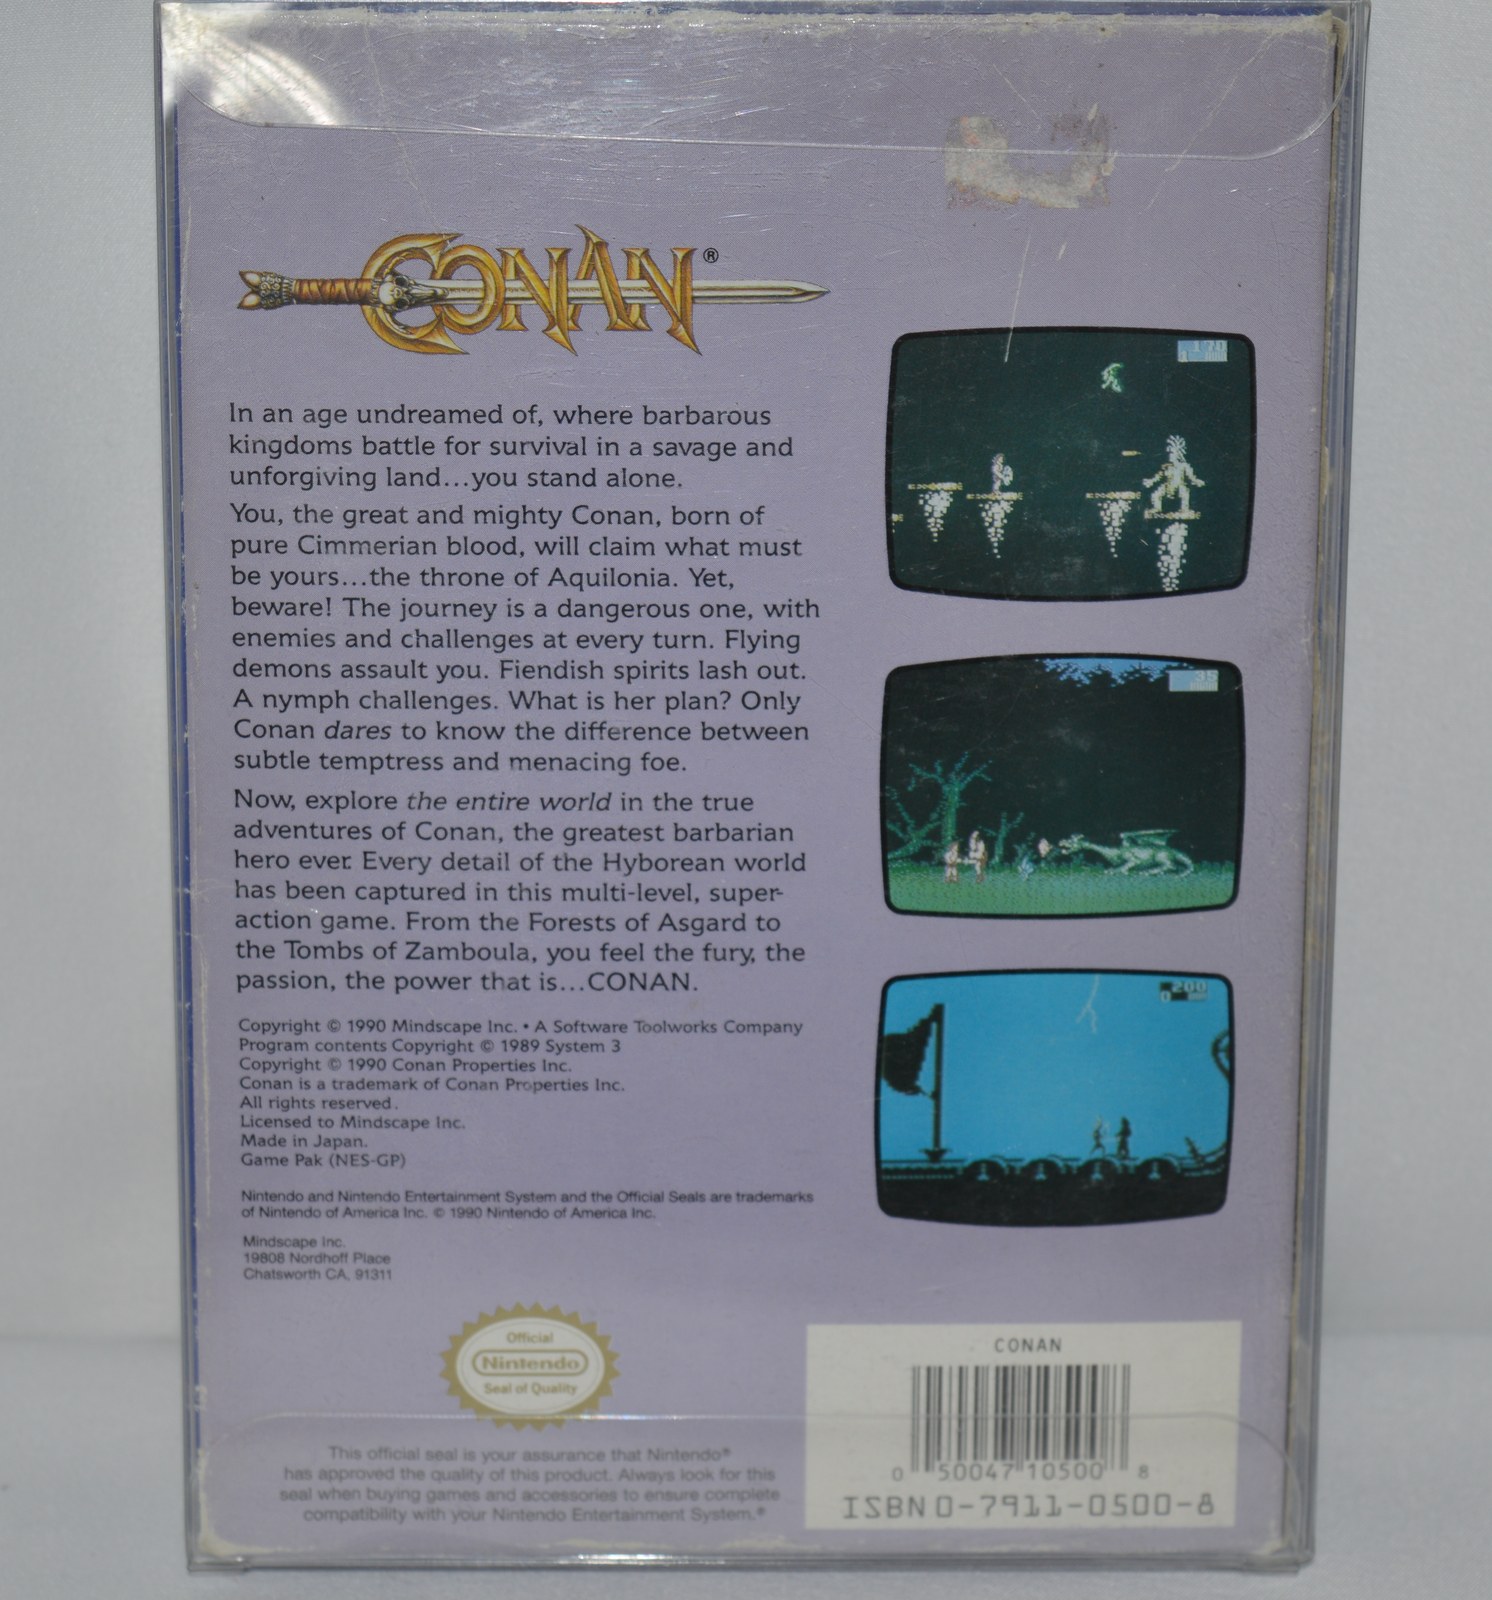 CONAN®
In an age undreamed of, where barbarous
kingdoms battle for survival in a savage and
unforgiving land...you stand alone.
You, the great and mighty Conan, born of
pure Cimmerian blood, will claim what must
be yours...the throne of Aquilonia. Yet,
beware! The journey is a dangerous one, with
enemies and challenges at every turn. Flying
demons assault you. Fiendish spirits lash out.
A nymph challenges. What is her plan? Only
Conan dares to know the difference between
subtle temptress and menacing foe.
Now, explore the entire world in the true
adventures of Conan, the greatest barbarian
hero ever. Every detail of the Hyborean world
has been captured in this multi-level, super-
action game. From the Forests of Asgard to
the Tombs of Zamboula, you feel the fury, the
passion, the power that is...CONAN.
Copyright © 1990 Mindscape Inc. • A Software Toolworks Company
Program contents Copyright © 1989 System 3
Copyright © 1990 Conan Properties Inc.
Conan is a trademark of Conan Properties Inc.
All rights reserved.
Licensed to Mindscape Inc.
Made in Japan.
Game Pak (NES-GP)
Nintendo and Nintendo Entertainment System and the Official Seals are trademarks
of Nintendo of America Inc. © 1990 Nintendo of America Inc.
Mindscape Inc.
19808 Nordhoff Place
Chatsworth CA, 91311
Official
Nintendo
Seal of Quality
This official seal is your assurance that Nintendo®
has approved the quality of this product. Always look for this
seal when buying games and accessories to ensure complete
compatibility with your Nintendo Entertainment System.®
170
35
200
0
CONAN
0 50047 10500 8
ISBN 0-7911-0500-8